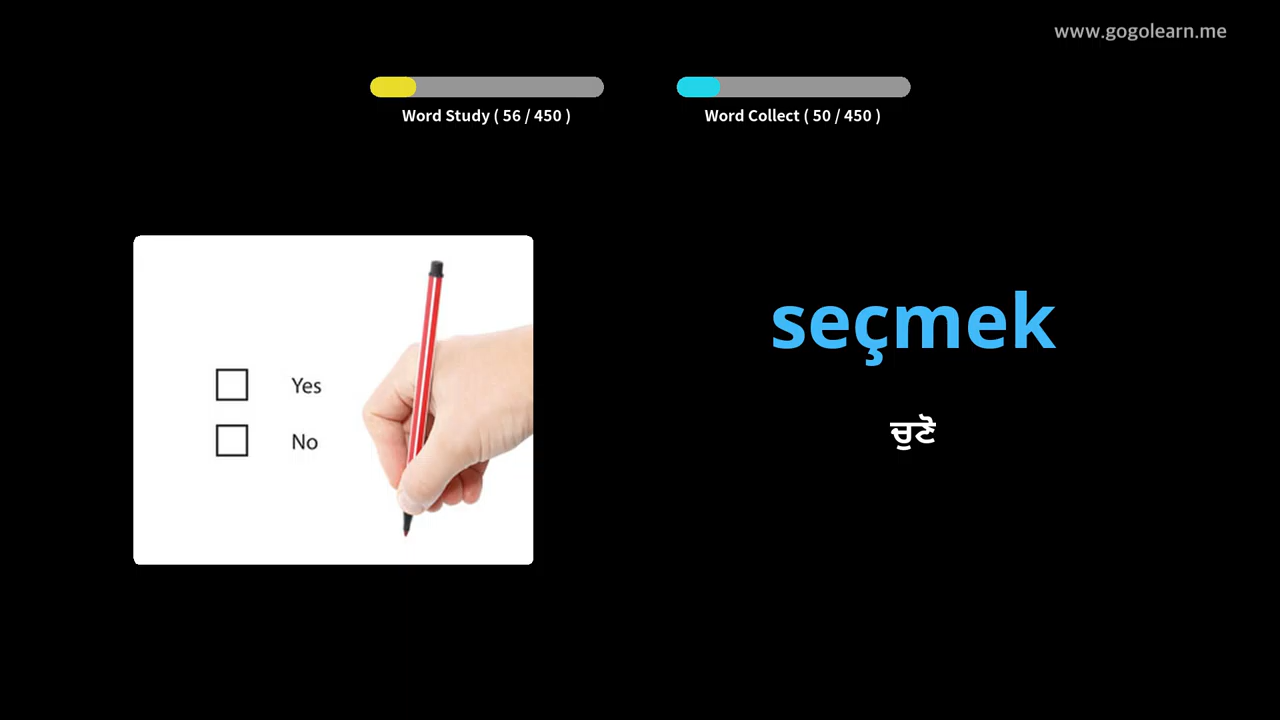 www.gogolearn.me
Word Study ( 56 / 450 )
Word Collect ( 50 / 450 )
Yes
No
seçmek
ਚੁਣੋ